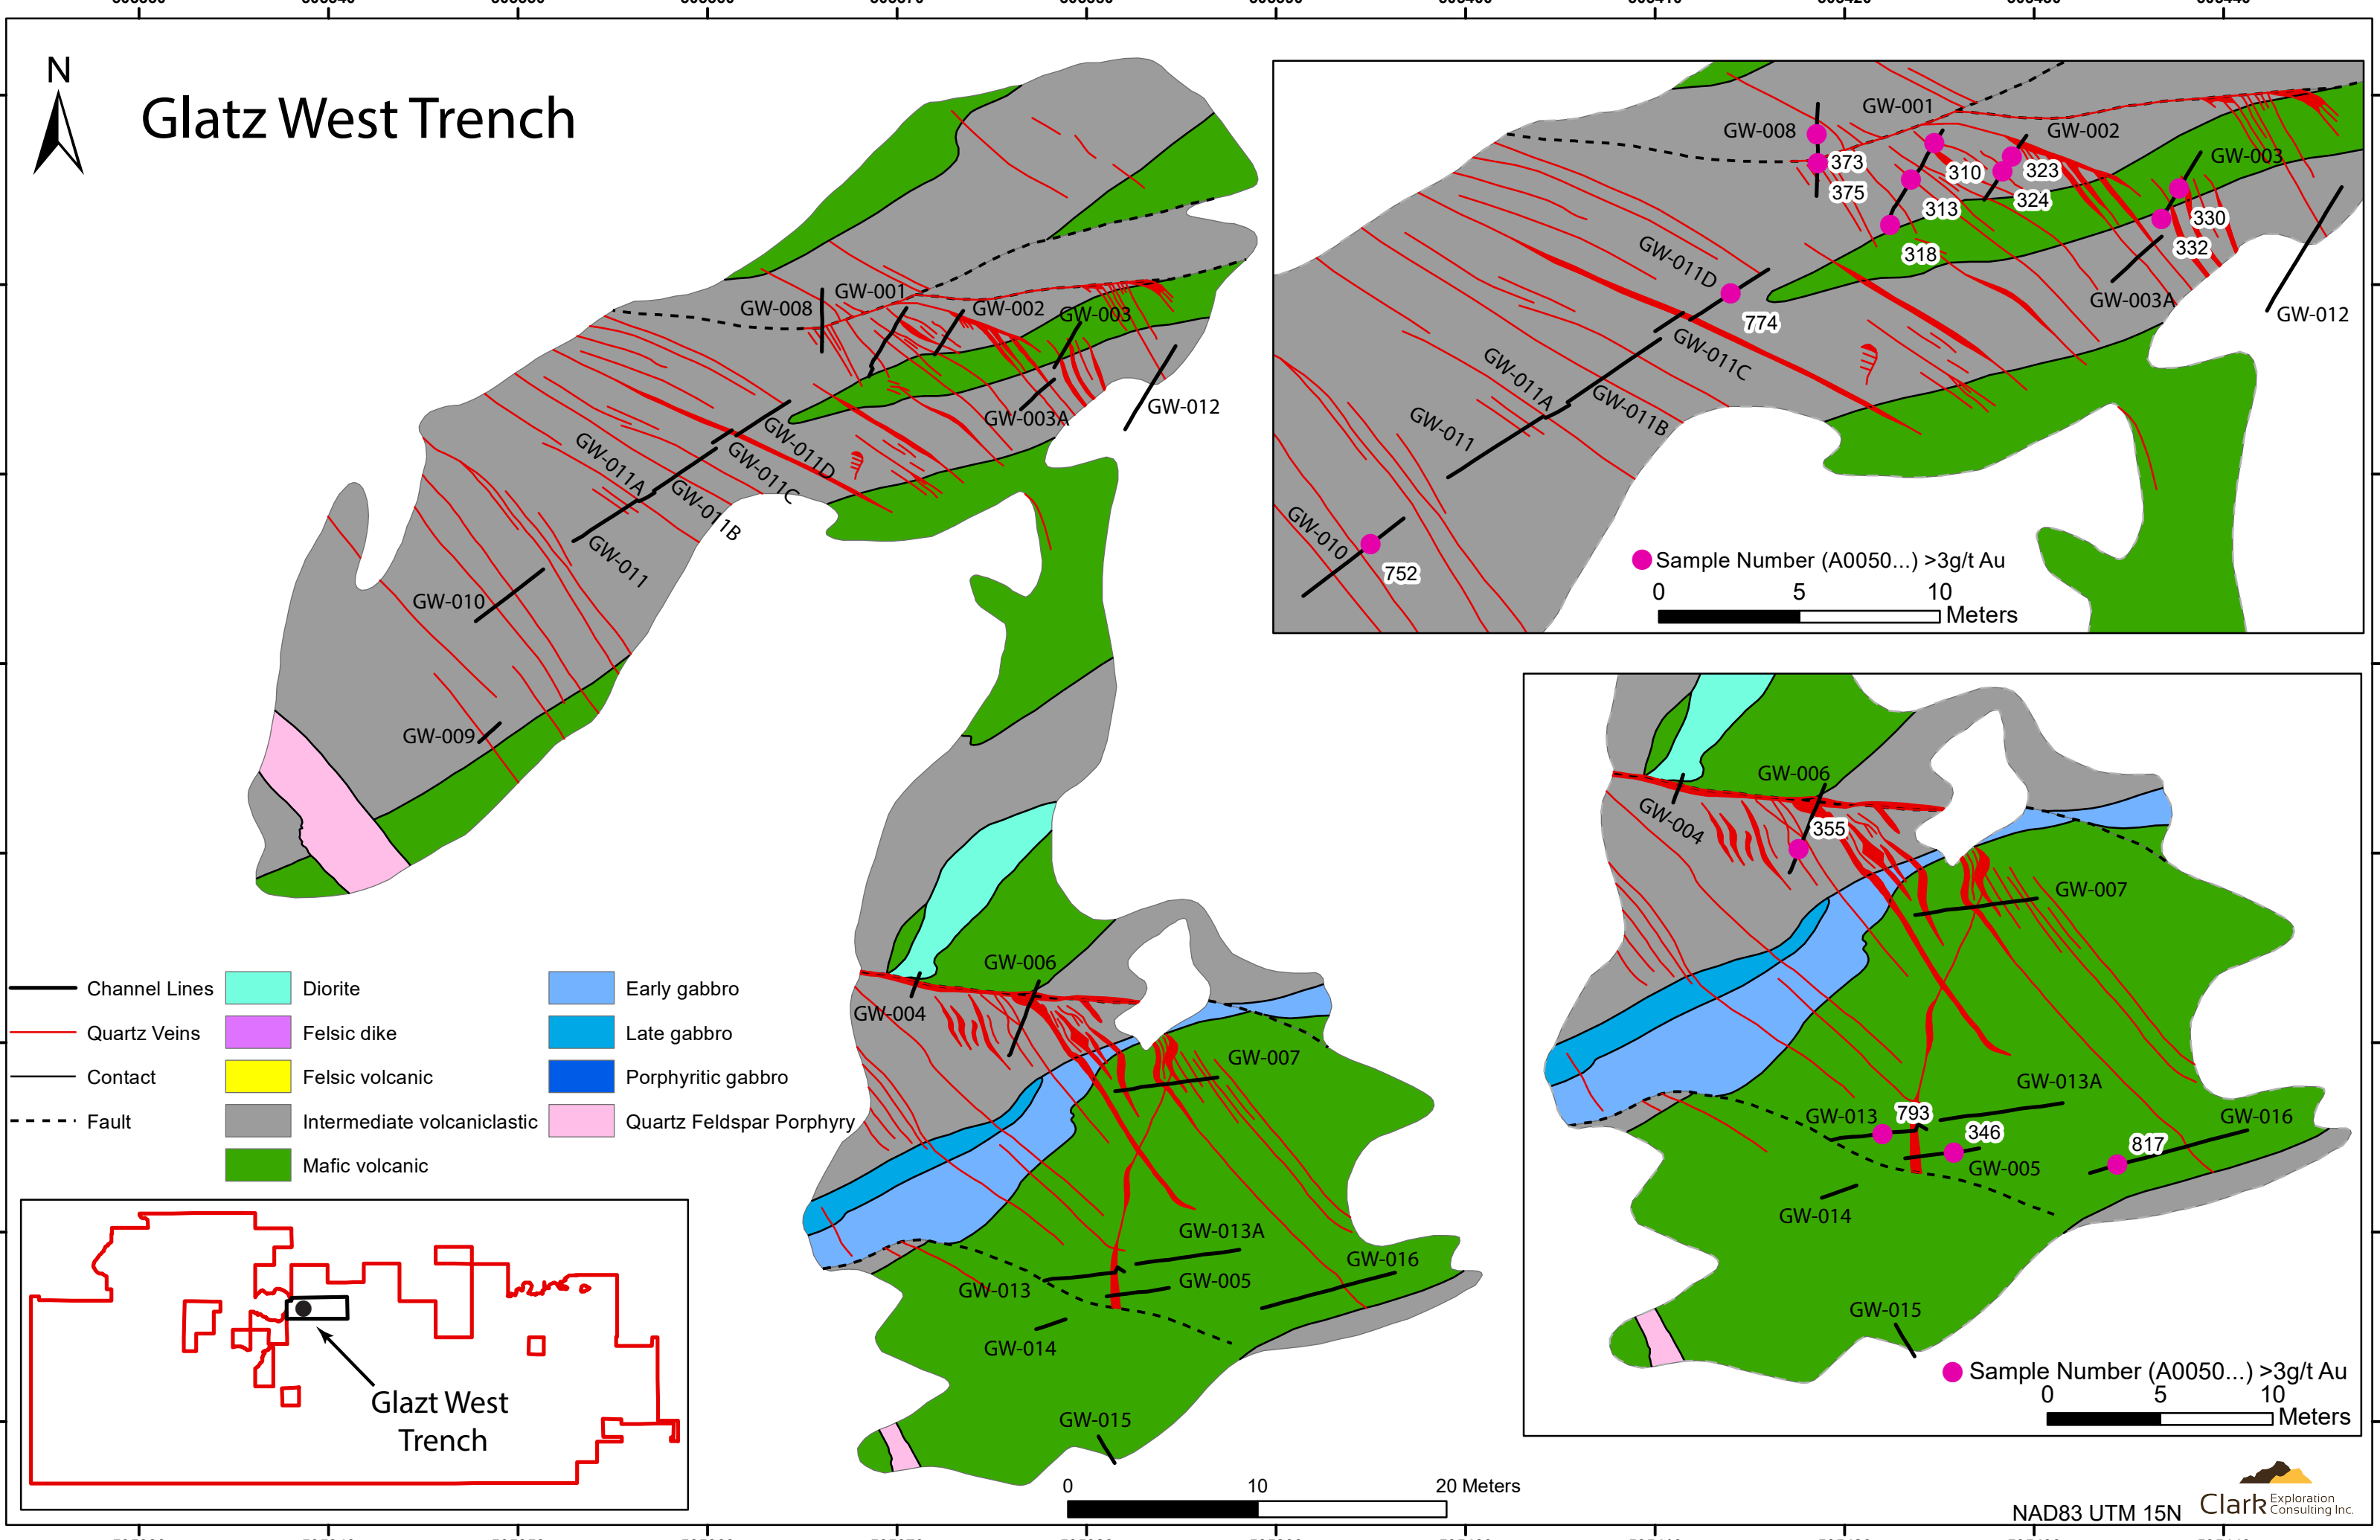 N
Glatz West Trench
GW-008
GW-001
GW-002
GW-003
GW-003A
GW-012
GW-011D
GW-011C
GW-011A
GW-011B
GW-011
GW-010
GW-009
GW-006
GW-004
GW-007
GW-013A
GW-016
GW-013
GW-005
GW-014
GW-015
GW-001
GW-008
GW-002
GW-003
373
375
310
323
313
324
318
330
332
GW-011D
774
GW-003A
GW-012
GW-011C
GW-011A
GW-011B
GW-011
GW-010
752
Sample Number (A0050...) >3g/t Au
0 5 10
Meters
GW-006
GW-004
355
GW-007
GW-013A
GW-013
793
346
GW-005
817
GW-016
GW-014
GW-015
Sample Number (A0050...) >3g/t Au
0 5 10
Meters
Channel Lines
Quartz Veins
Contact
Fault
Diorite
Felsic dike
Felsic volcanic
Intermediate volcaniclastic
Mafic volcanic
Early gabbro
Late gabbro
Porphyritic gabbro
Quartz Feldspar Porphyry
Glazt West
Trench
0 10 20 Meters
NAD83 UTM 15N
Clark Exploration
Consulting Inc.